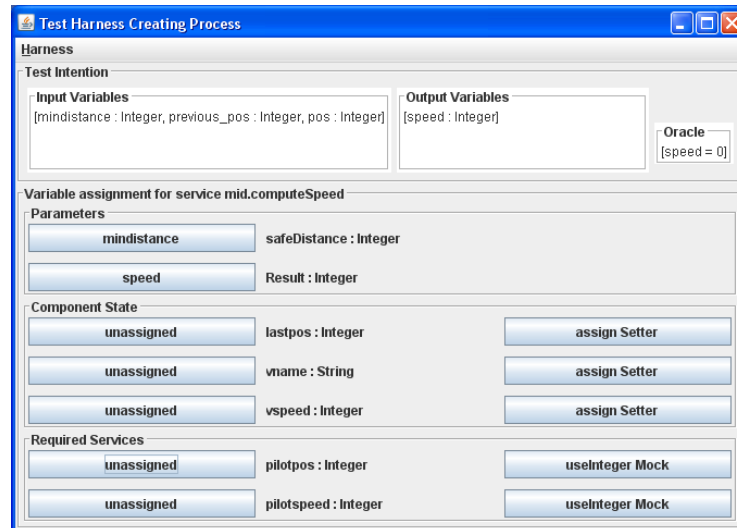 Test Harness Creating Process
Harness
Test Intention
Input Variables
[mindistance : Integer, previous_pos : Integer, pos : Integer]
Output Variables
[speed : Integer]
Oracle
[speed = 0]
Variable assignment for service mid.computeSpeed
Parameters
mindistance safeDistance : Integer
speed Result : Integer
Component State
unassigned lastpos : Integer assign Setter
unassigned vname : String assign Setter
unassigned vspeed : Integer assign Setter
Required Services
unassigned pilotpos : Integer useInteger Mock
unassigned pilotspeed : Integer useInteger Mock